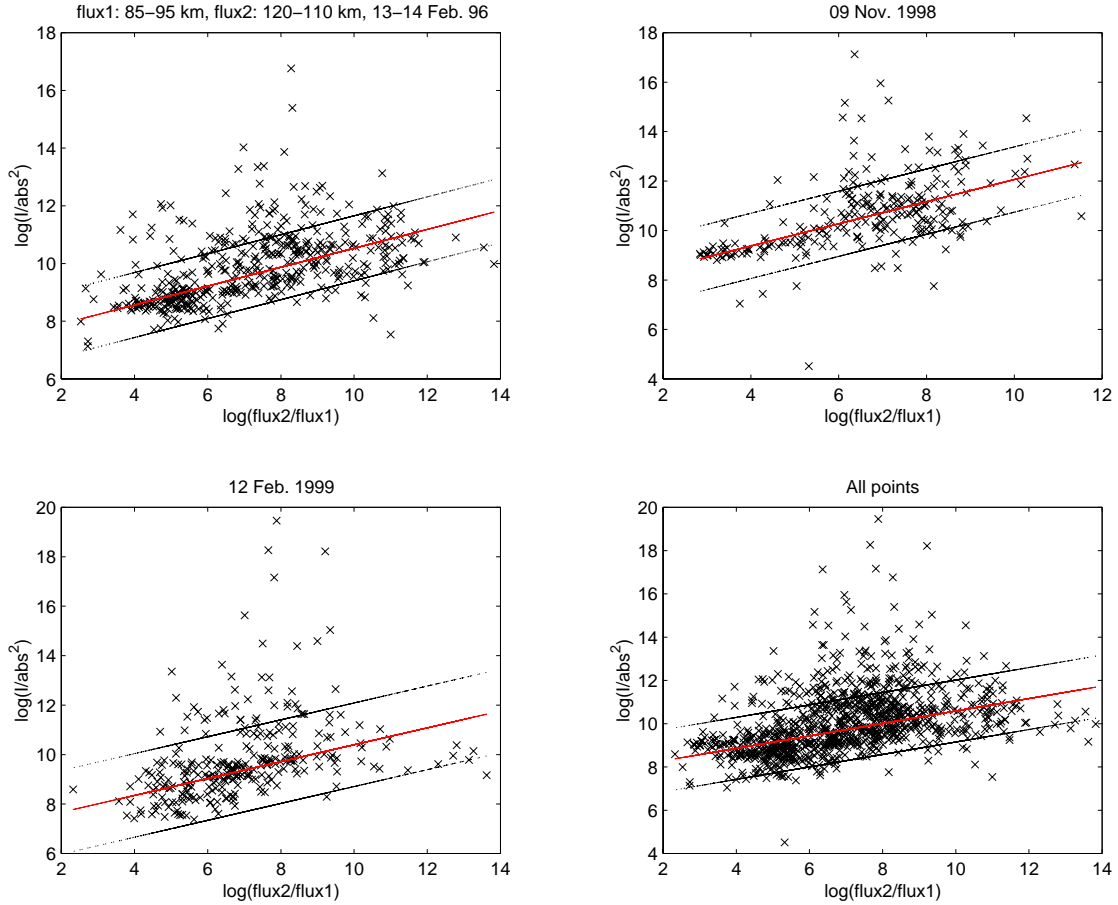 flux1: 85–95 km, flux2: 120–110 km, 13–14 Feb. 96
18
16
14
12
10
8
6
log(I/abs²)
2 4 6 8 10 12 14
log(flux2/flux1)
09 Nov. 1998
18
16
14
12
10
8
6
4
log(I/abs²)
2 4 6 8 10 12
log(flux2/flux1)
12 Feb. 1999
20
18
16
14
12
10
8
6
log(I/abs²)
2 4 6 8 10 12 14
log(flux2/flux1)
All points
20
18
16
14
12
10
8
6
4
log(I/abs²)
2 4 6 8 10 12 14
log(flux2/flux1)